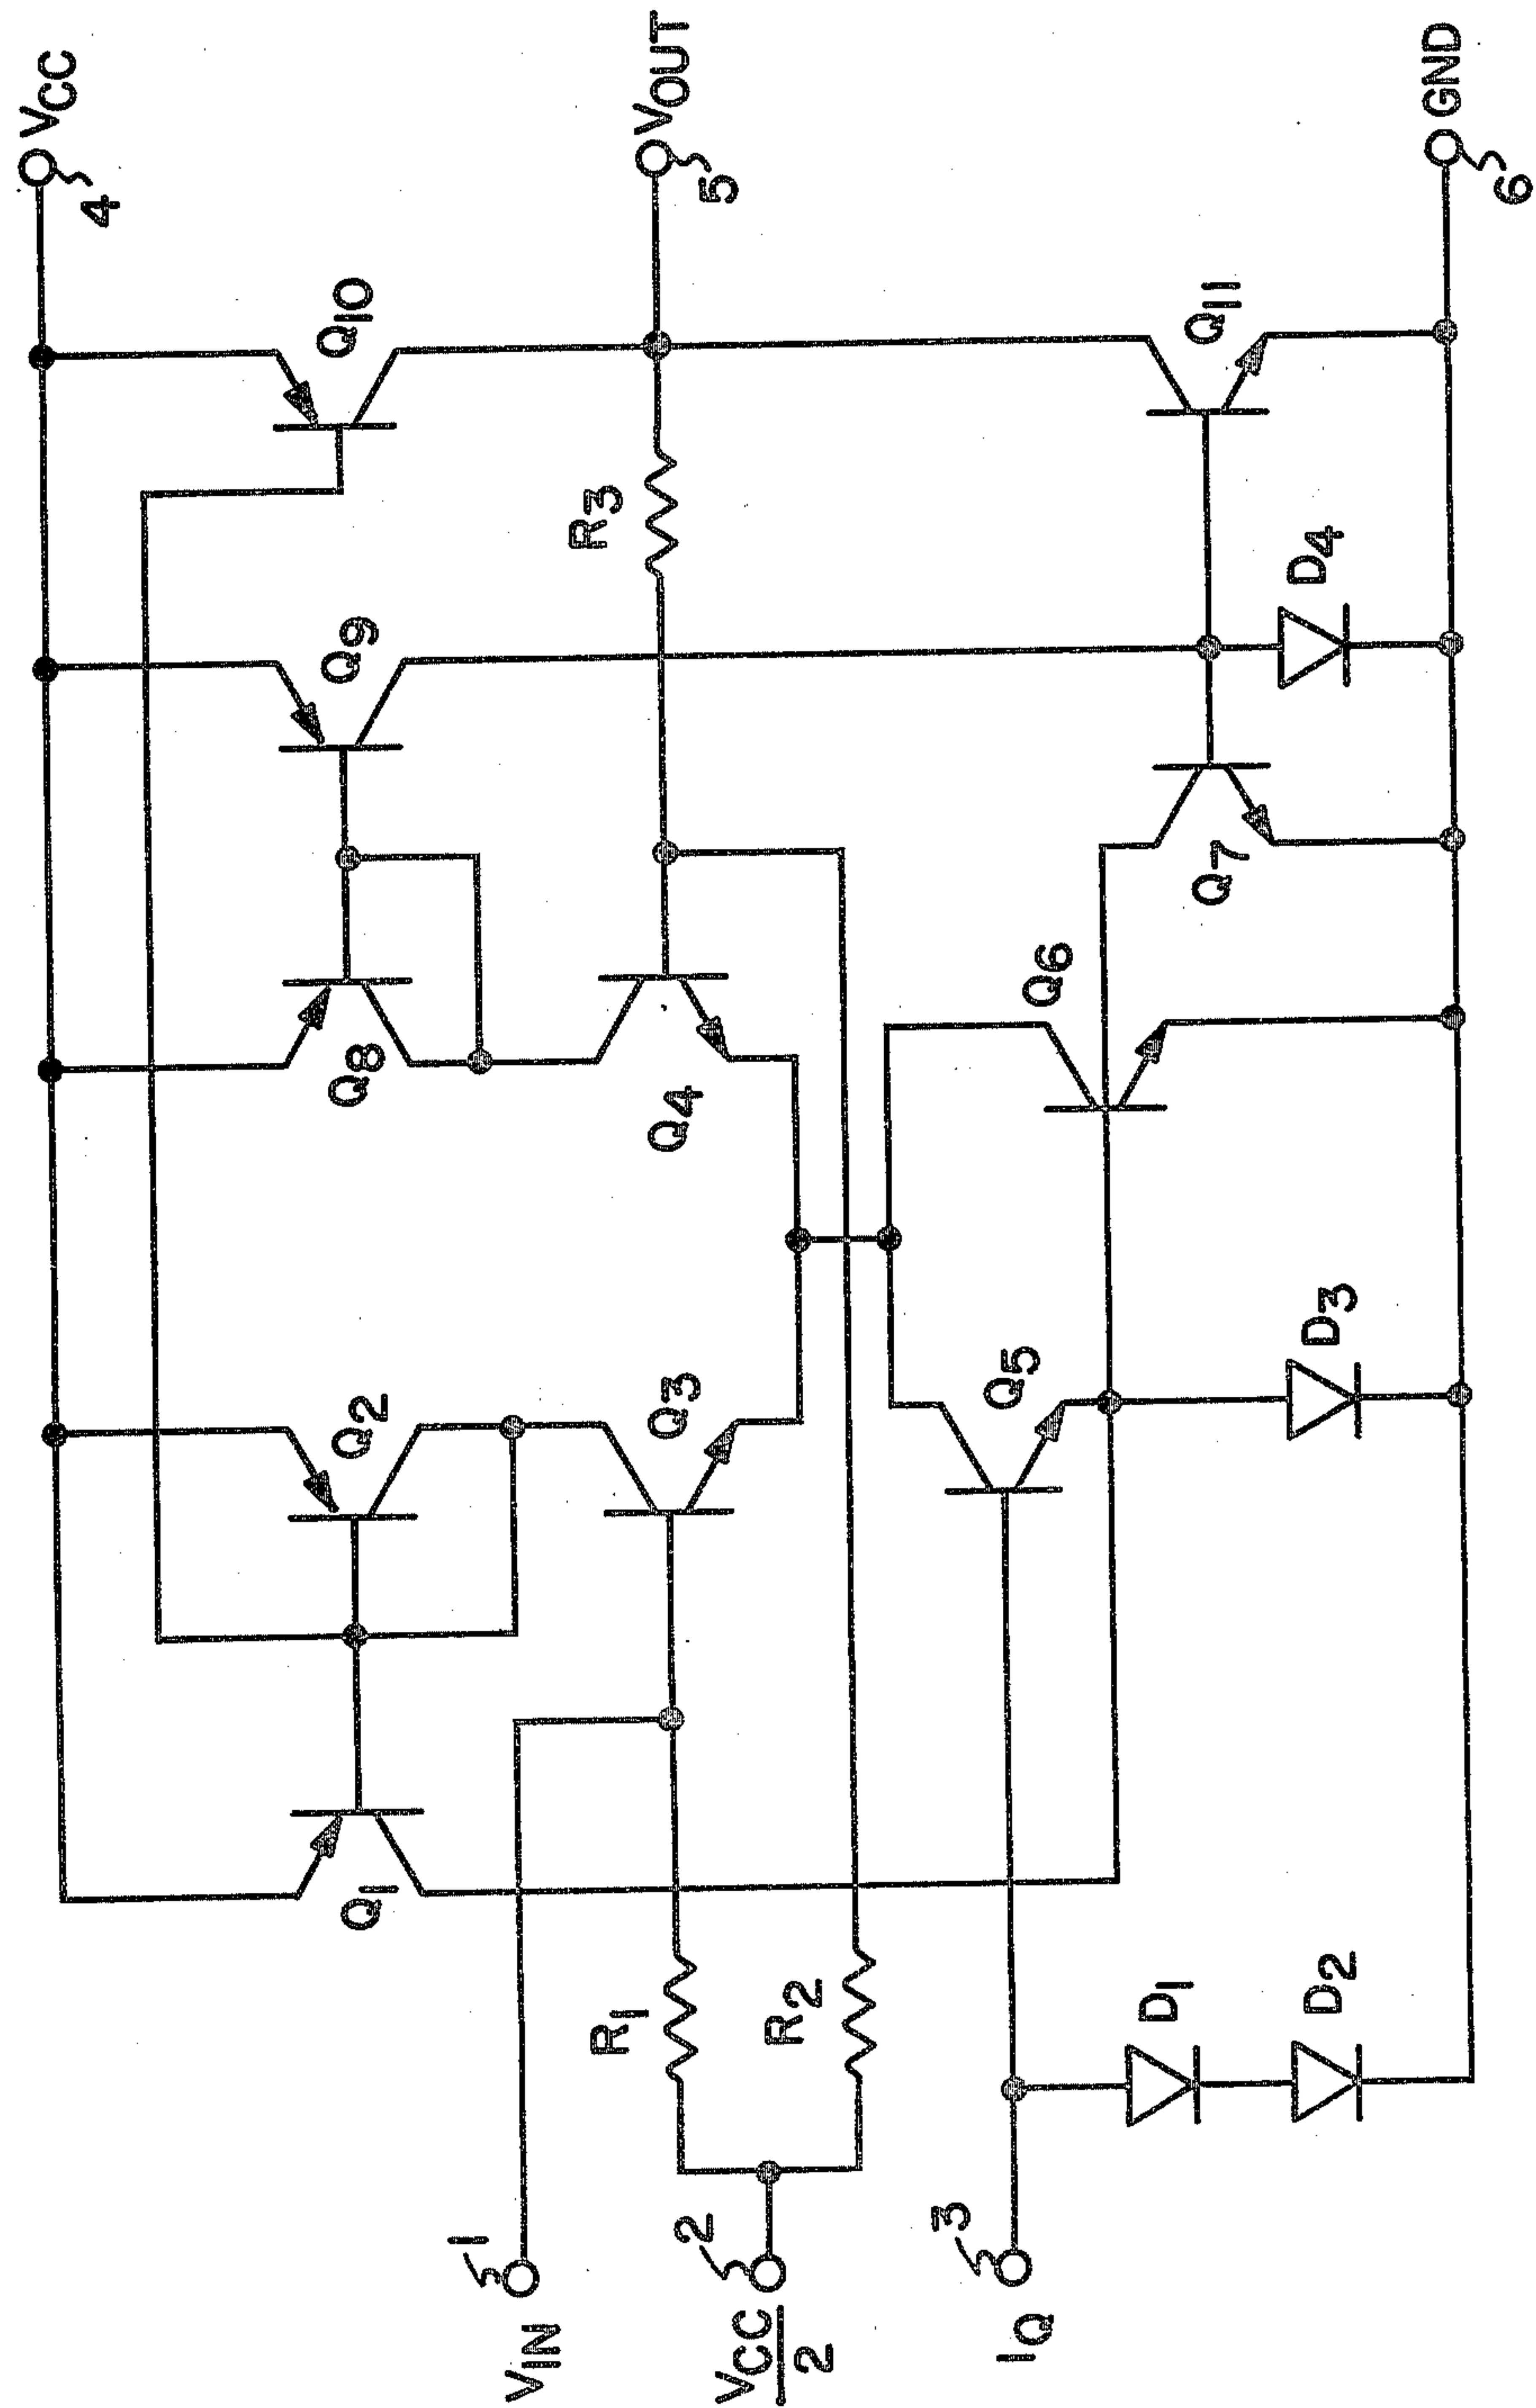 VCC
4
VOUT
5
GND
6
Q10
Q11
R3
Q9
D4
Q8
Q7
Q4
Q6
Q2
Q3
Q5
D3
Q1
R1
R2
D1
D2
VIN
1
VCC
2
2
IQ
3